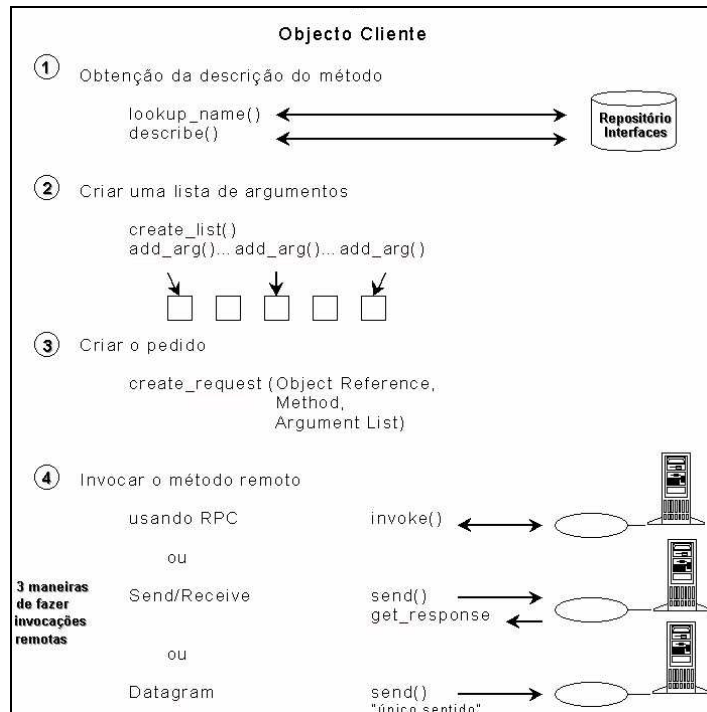 Objecto Cliente
1 Obtenção da descrição do método
lookup_name()
describe()
Repositório
Interfaces
2 Criar uma lista de argumentos
create_list()
add_arg()... add_arg()... add_arg()
3 Criar o pedido
create_request (Object Reference,
Method,
Argument List)
4 Invocar o método remoto
usando RPC invoke()
ou
3 maneiras
de fazer
invocações
remotas
Send/Receive send()
get_response
ou
Datagram send()
"único sentido"